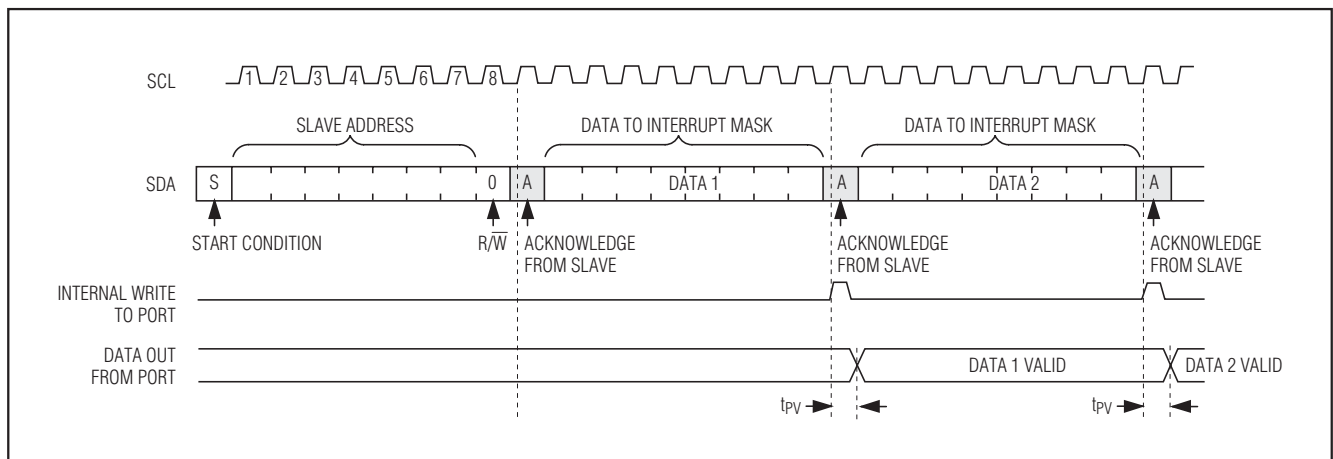 SCL
1 2 3 4 5 6 7 8
SLAVE ADDRESS
DATA TO INTERRUPT MASK
DATA TO INTERRUPT MASK
SDA
S
0
A
DATA 1
A
DATA 2
A
START CONDITION
R/W̅
ACKNOWLEDGE
FROM SLAVE
ACKNOWLEDGE
FROM SLAVE
ACKNOWLEDGE
FROM SLAVE
INTERNAL WRITE
TO PORT
DATA OUT
FROM PORT
DATA 1 VALID
DATA 2 VALID
tPV
tPV